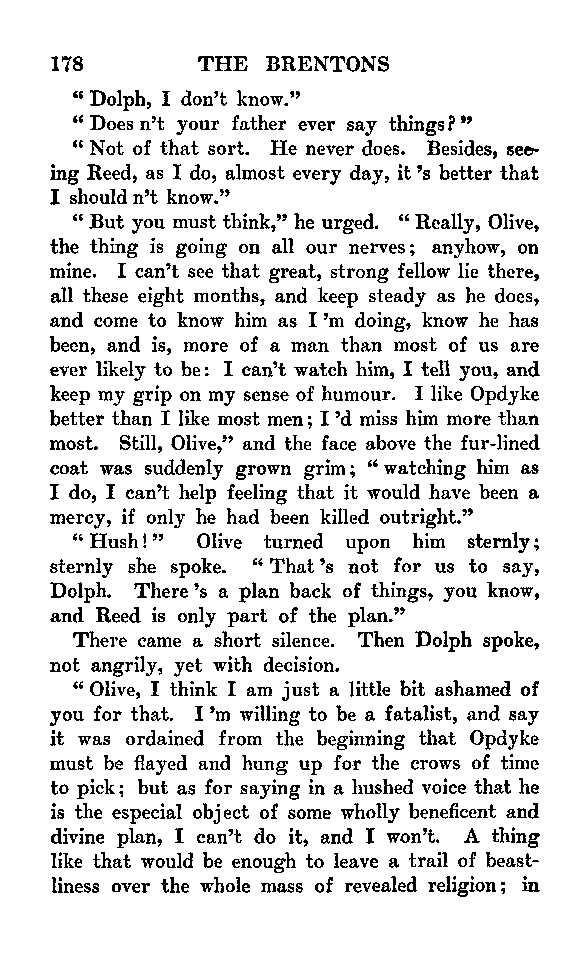 178 THE BRENTONS
“ Dolph, I don’t know.”
“ Does n’t your father ever say things? ”
“ Not of that sort. He never does. Besides, see-
ing Reed, as I do, almost every day, it ’s better that
I should n’t know.”
“ But you must think,” he urged. “ Really, Olive,
the thing is going on all our nerves; anyhow, on
mine. I can’t see that great, strong fellow lie there,
all these eight months, and keep steady as he does,
and come to know him as I ’m doing, know he has
been, and is, more of a man than most of us are
ever likely to be: I can’t watch him, I tell you, and
keep my grip on my sense of humour. I like Opdyke
better than I like most men; I ’d miss him more than
most. Still, Olive,” and the face above the fur-lined
coat was suddenly grown grim; “ watching him as
I do, I can’t help feeling that it would have been a
mercy, if only he had been killed outright.”
“ Hush! ” Olive turned upon him sternly;
sternly she spoke. “ That ’s not for us to say,
Dolph. There ’s a plan back of things, you know,
and Reed is only part of the plan.”
There came a short silence. Then Dolph spoke,
not angrily, yet with decision.
“ Olive, I think I am just a little bit ashamed of
you for that. I ’m willing to be a fatalist, and say
it was ordained from the beginning that Opdyke
must be flayed and hung up for the crows of time
to pick; but as for saying in a hushed voice that he
is the especial object of some wholly beneficent and
divine plan, I can’t do it, and I won’t. A thing
like that would be enough to leave a trail of beast-
liness over the whole mass of revealed religion; in